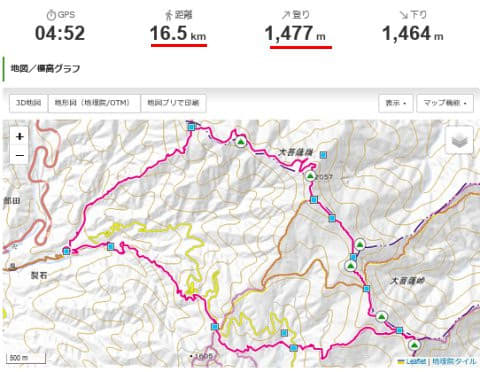 GPS 距離 登り 下り
04:52 16.5 km 1,477 m 1,464 m
地図／標高グラフ
3D地図 地形図（地理院/OTM） 地図プリで印刷 表示 マップ機能
+
−
大菩薩嶺
2057
裂石
大菩薩峠
1605
500 m
Leaflet | 地理院タイル